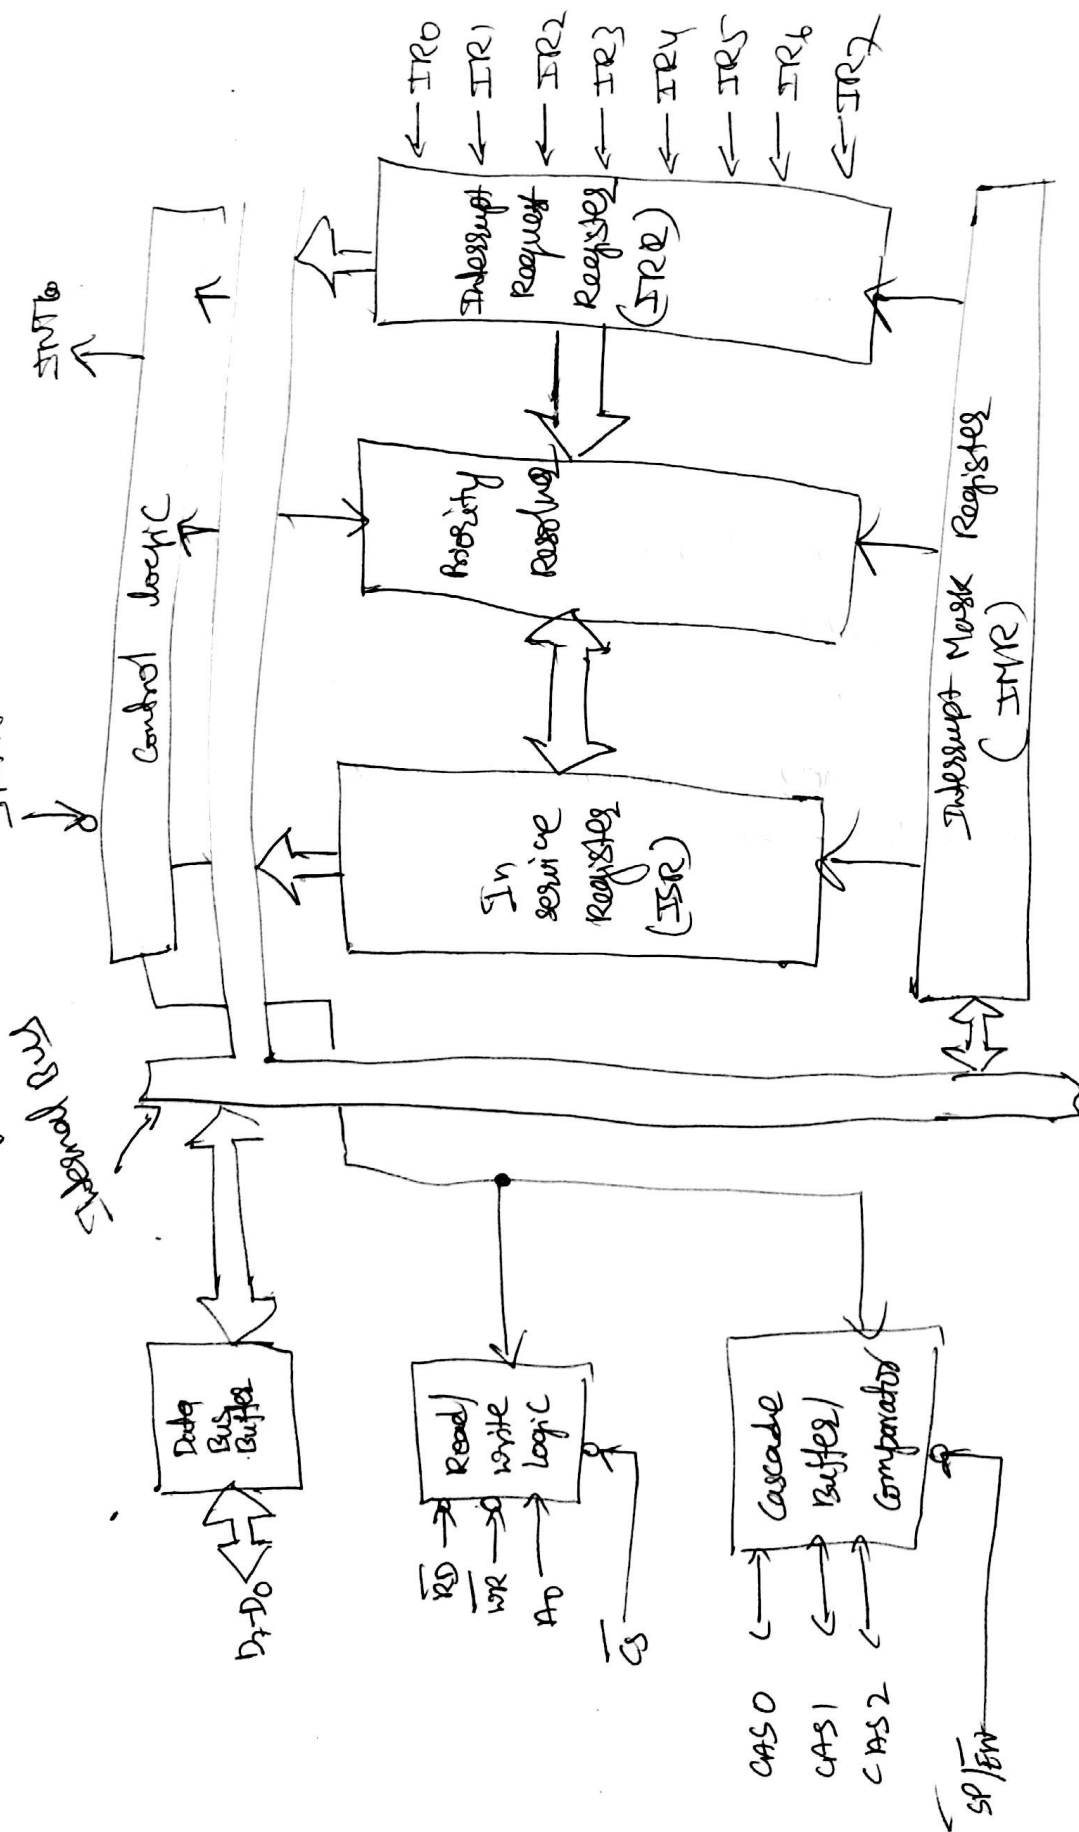 INT
Control logic
Internal Bus
Data
Bus
Buffer
D7-D0
Read/
Write
Logic
RD
WR
A0
CS
Cascade
Buffer/
Comparator
CAS0
CAS1
CAS2
SP/EN
In
service
Register
(ISR)
Priority
Resolver
Interrupt
Request
Register
(IRR)
IR0
IR1
IR2
IR3
IR4
IR5
IR6
IR7
Interrupt Mask Register
(IMR)